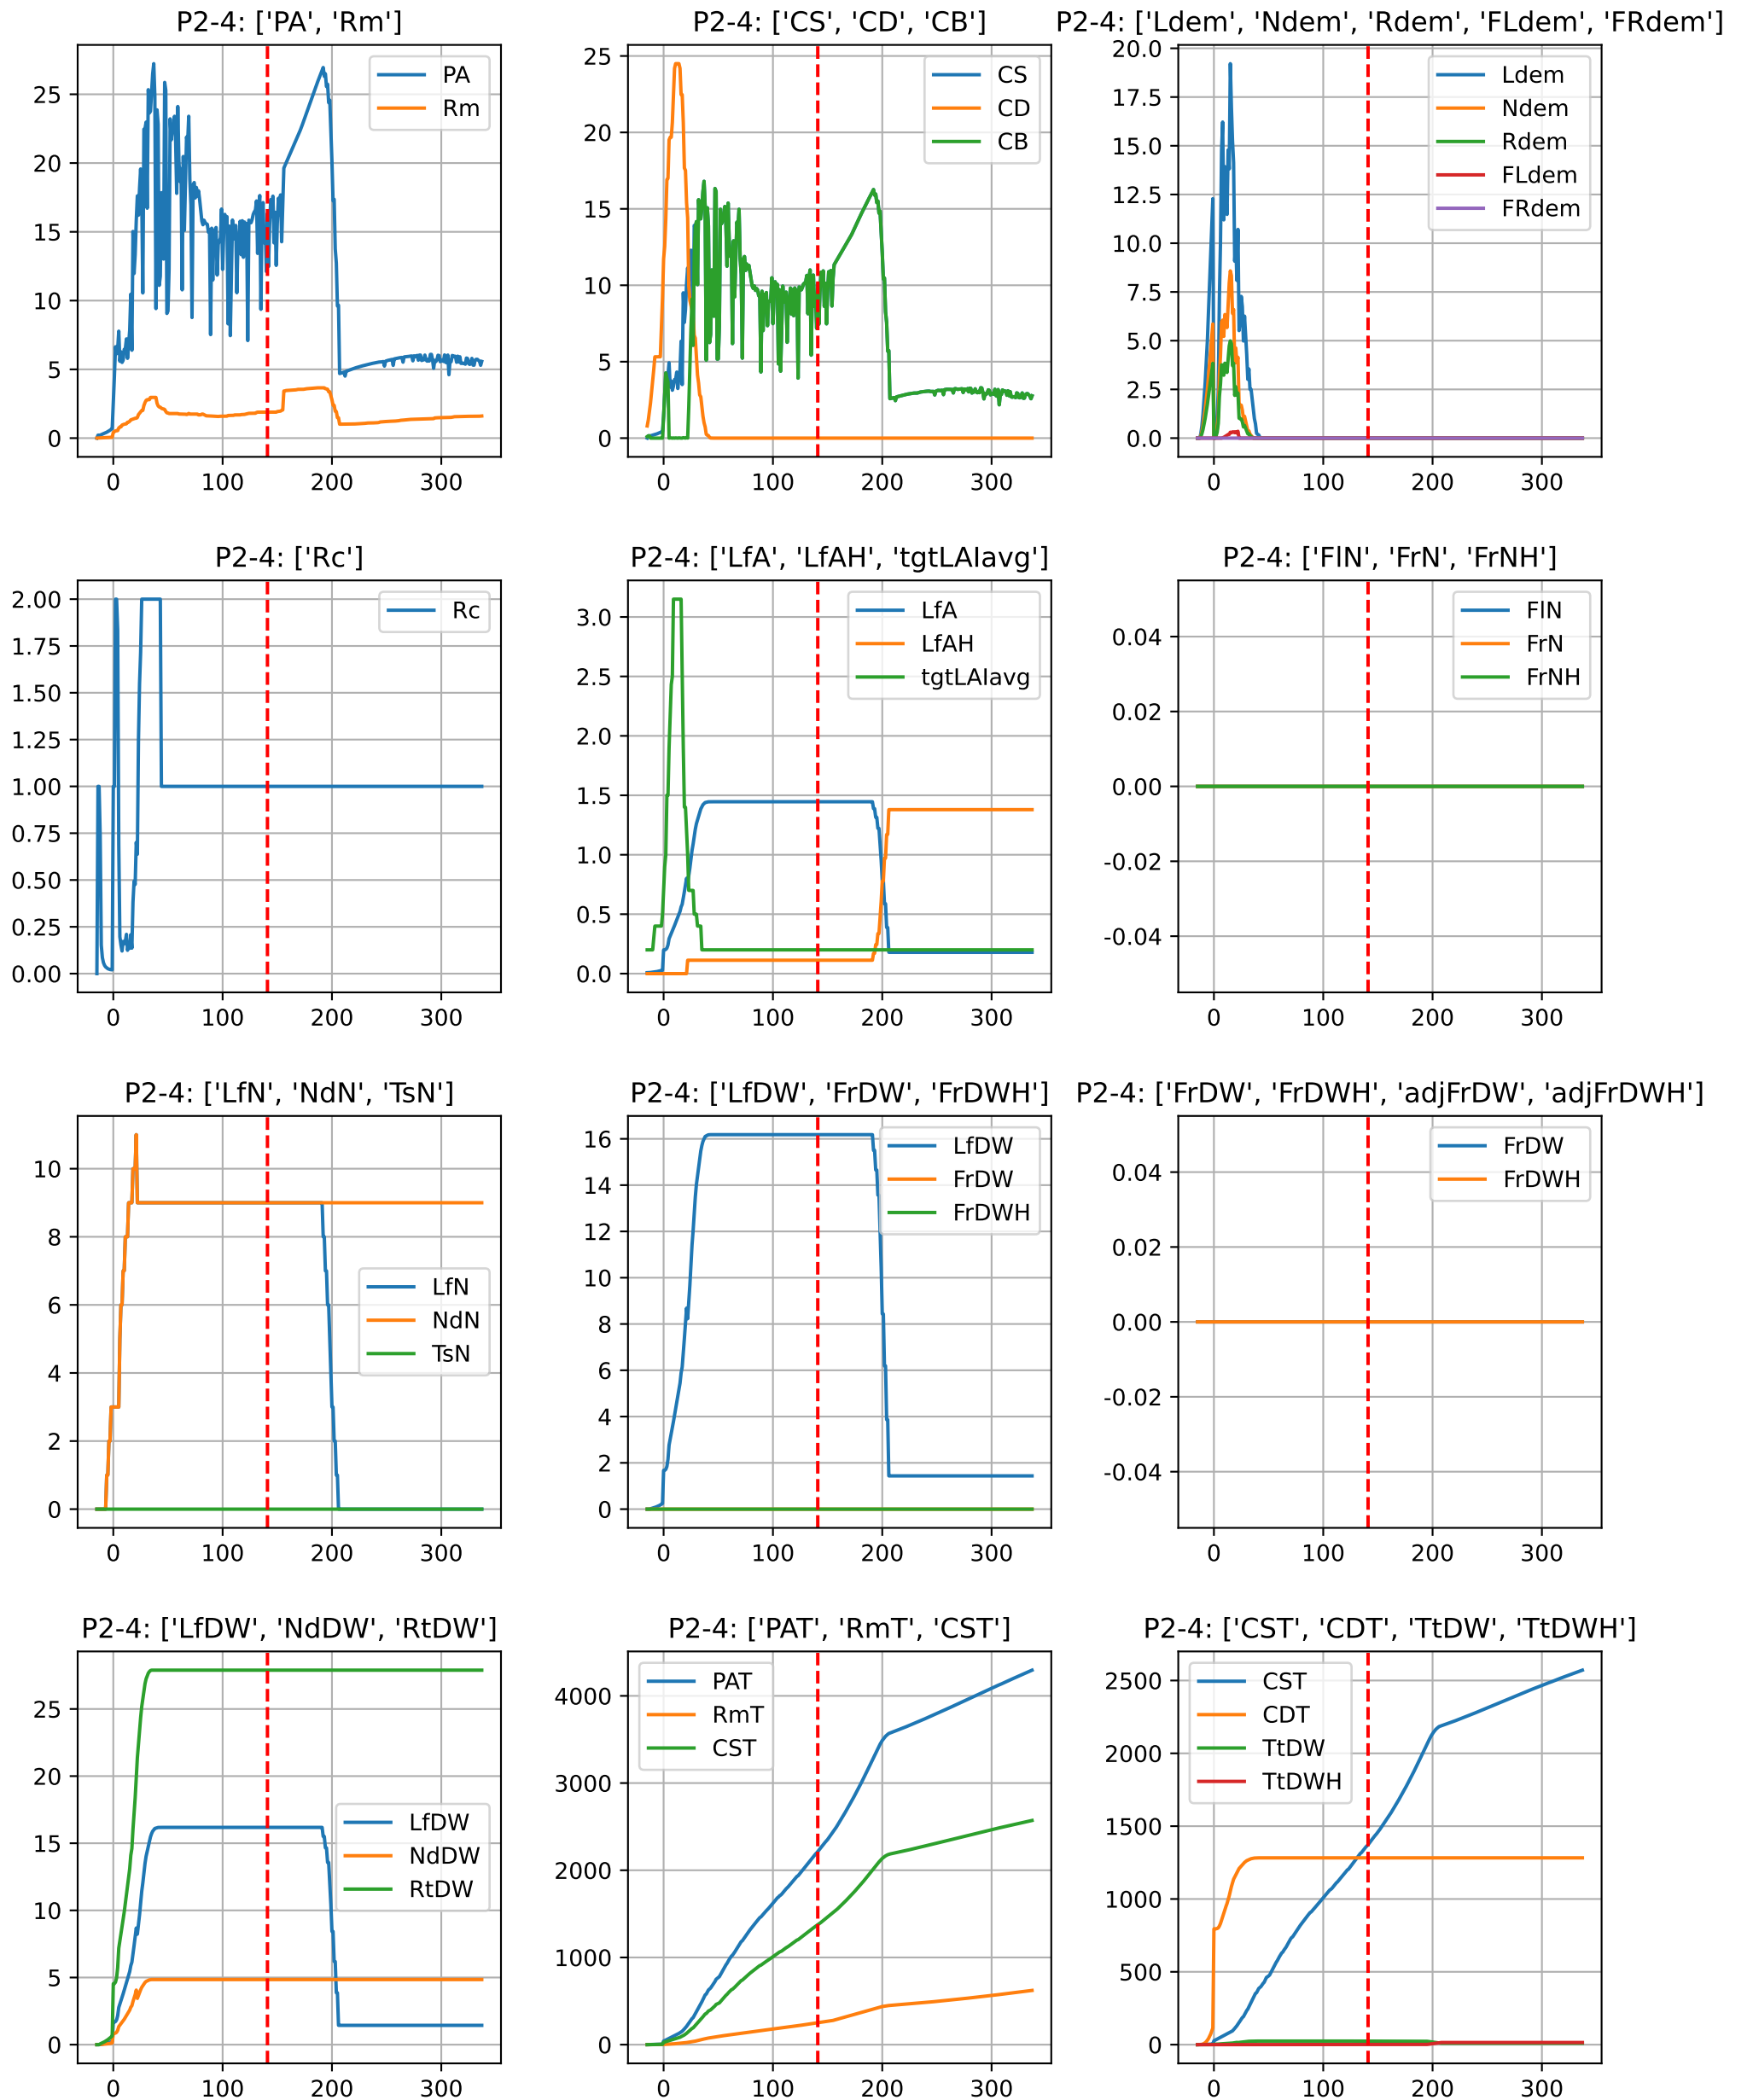 P2-4: ['PA', 'Rm']
PA
Rm
25
20
15
10
5
0
0 100 200 300
P2-4: ['CS', 'CD', 'CB']
CS
CD
CB
25
20
15
10
5
0
0 100 200 300
P2-4: ['Ldem', 'Ndem', 'Rdem', 'FLdem', 'FRdem']
Ldem
Ndem
Rdem
FLdem
FRdem
20.0
17.5
15.0
12.5
10.0
7.5
5.0
2.5
0.0
0 100 200 300
P2-4: ['Rc']
Rc
2.00
1.75
1.50
1.25
1.00
0.75
0.50
0.25
0.00
0 100 200 300
P2-4: ['LfA', 'LfAH', 'tgtLAIavg']
LfA
LfAH
tgtLAIavg
3.0
2.5
2.0
1.5
1.0
0.5
0.0
0 100 200 300
P2-4: ['FlN', 'FrN', 'FrNH']
FlN
FrN
FrNH
0.04
0.02
0.00
-0.02
-0.04
0 100 200 300
P2-4: ['LfN', 'NdN', 'TsN']
LfN
NdN
TsN
10
8
6
4
2
0
0 100 200 300
P2-4: ['LfDW', 'FrDW', 'FrDWH']
LfDW
FrDW
FrDWH
16
14
12
10
8
6
4
2
0
0 100 200 300
P2-4: ['FrDW', 'FrDWH', 'adjFrDW', 'adjFrDWH']
FrDW
FrDWH
0.04
0.02
0.00
-0.02
-0.04
0 100 200 300
P2-4: ['LfDW', 'NdDW', 'RtDW']
LfDW
NdDW
RtDW
25
20
15
10
5
0
0 100 200 300
P2-4: ['PAT', 'RmT', 'CST']
PAT
RmT
CST
4000
3000
2000
1000
0
0 100 200 300
P2-4: ['CST', 'CDT', 'TtDW', 'TtDWH']
CST
CDT
TtDW
TtDWH
2500
2000
1500
1000
500
0
0 100 200 300